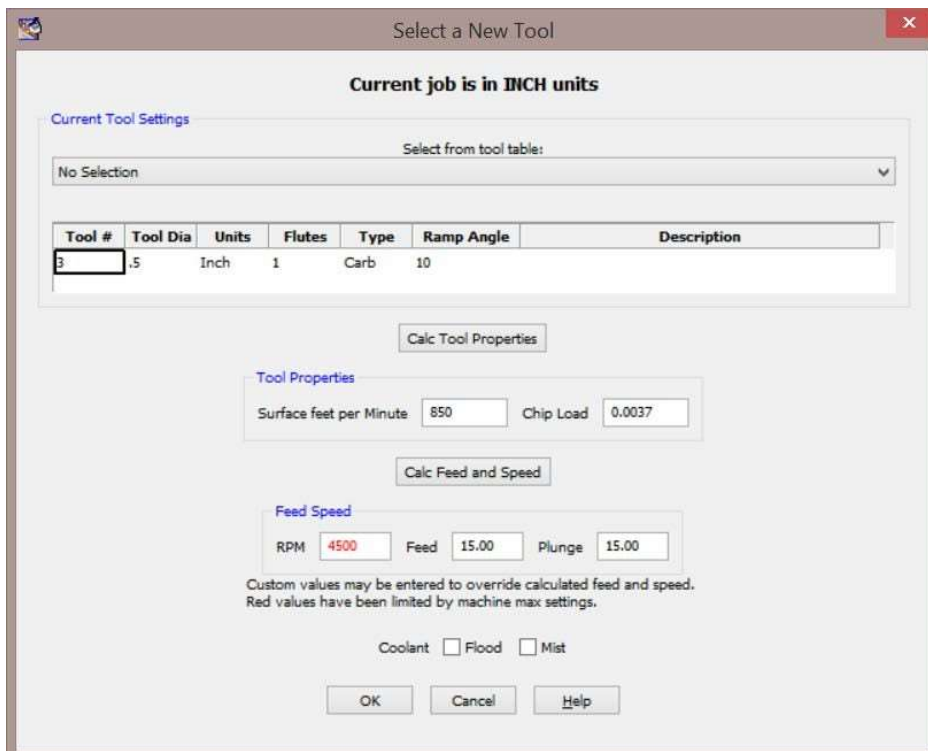 Select a New Tool
Current job is in INCH units
Current Tool Settings
Select from tool table:
No Selection
Tool # Tool Dia Units Flutes Type Ramp Angle Description
3 .5 Inch 1 Carb 10
Calc Tool Properties
Tool Properties
Surface feet per Minute 850 Chip Load 0.0037
Calc Feed and Speed
Feed Speed
RPM 4500 Feed 15.00 Plunge 15.00
Custom values may be entered to override calculated feed and speed.
Red values have been limited by machine max settings.
Coolant Flood Mist
OK Cancel Help